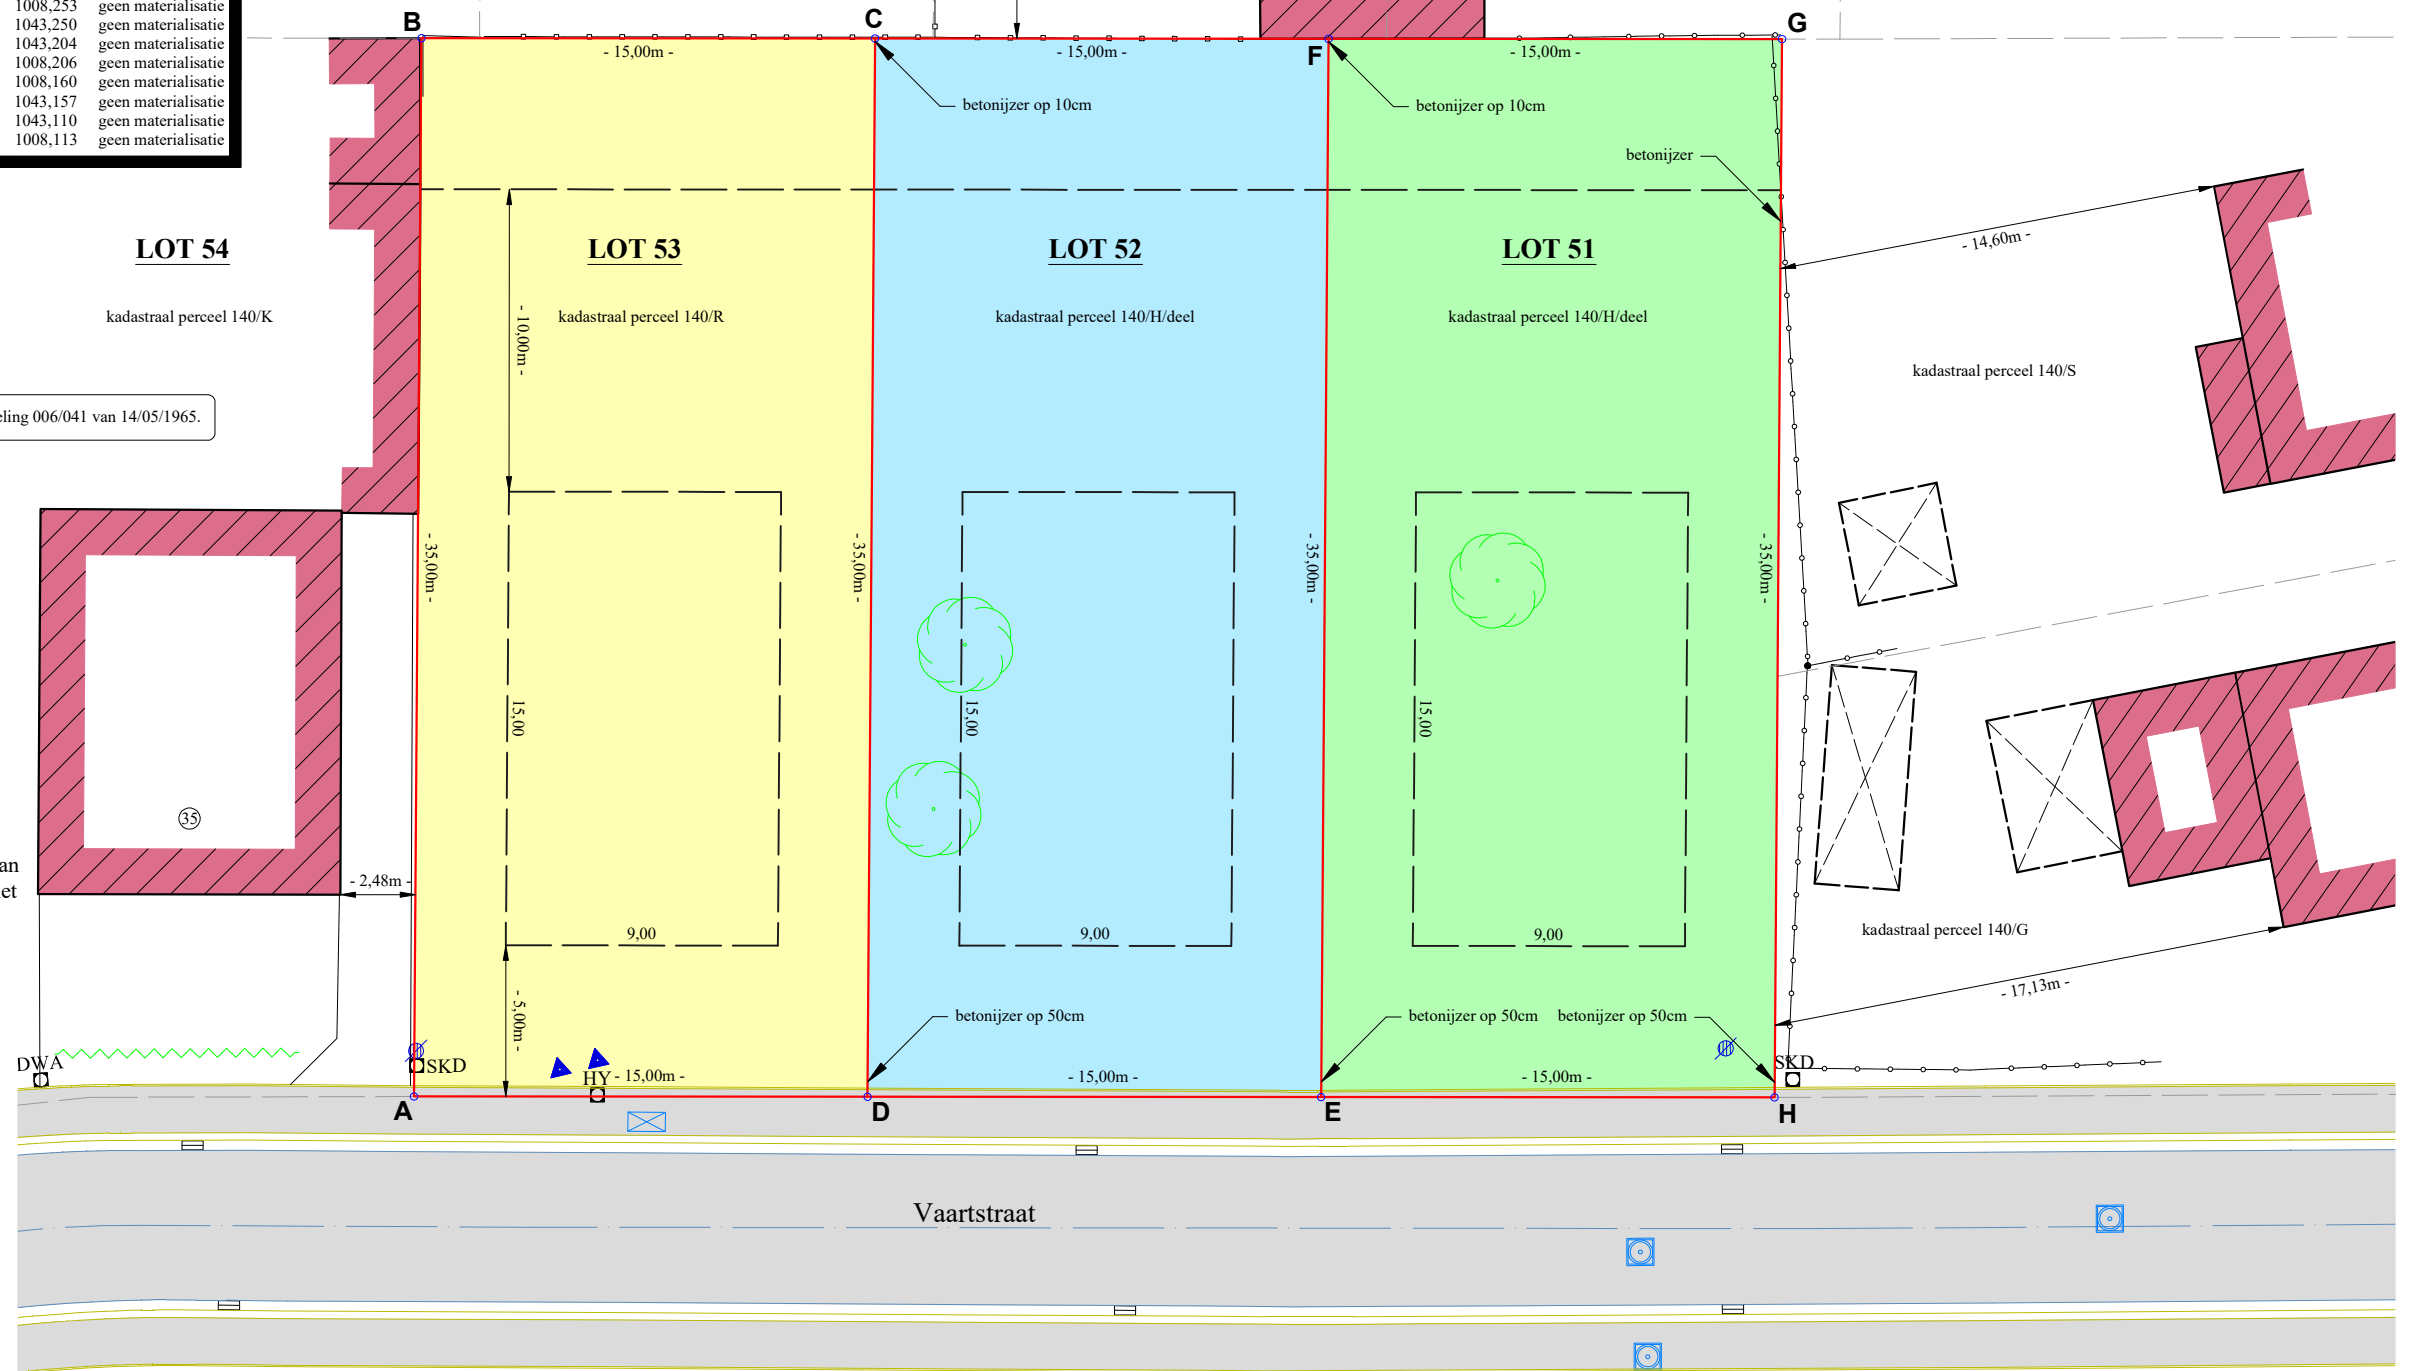 1008,253 geen materialisatie
1043,250 geen materialisatie
1043,204 geen materialisatie
1008,206 geen materialisatie
1008,160 geen materialisatie
1043,157 geen materialisatie
1043,110 geen materialisatie
1008,113 geen materialisatie
B
C
F
G
- 15,00m -
- 15,00m -
- 15,00m -
betonijzer op 10cm
betonijzer op 10cm
betonijzer
LOT 54
LOT 53
LOT 52
LOT 51
- 14,60m -
kadastraal perceel 140/K
kadastraal perceel 140/R
kadastraal perceel 140/H/deel
kadastraal perceel 140/H/deel
- 10,00m -
kadastraal perceel 140/S
eling 006/041 van 14/05/1965.
- 35,00m -
- 35,00m -
- 35,00m -
- 35,00m -
15,00
15,00
15,00
35
an
et
- 2,48m -
9,00
9,00
9,00
kadastraal perceel 140/G
- 17,13m -
- 5,00m -
betonijzer op 50cm
betonijzer op 50cm
betonijzer op 50cm
DWA
SKD
HY
- 15,00m -
- 15,00m -
- 15,00m -
SKD
A
D
E
H
Vaartstraat